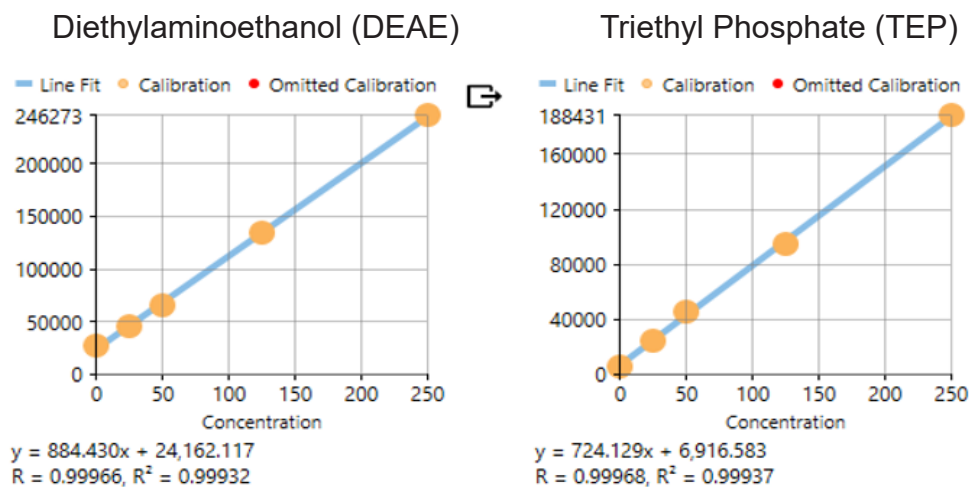 Diethylaminoethanol (DEAE)
Line Fit Calibration Omitted Calibration
246273
200000
150000
100000
50000
0
0 50 100 150 200 250
Concentration
y = 884.430x + 24,162.117
R = 0.99966, R² = 0.99932
Triethyl Phosphate (TEP)
Line Fit Calibration Omitted Calibration
188431
160000
120000
80000
40000
0
0 50 100 150 200 250
Concentration
y = 724.129x + 6,916.583
R = 0.99968, R² = 0.99937